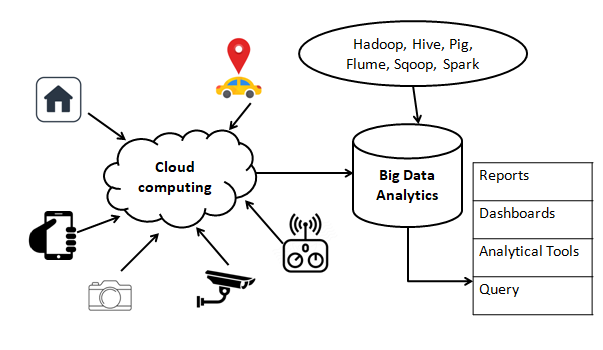 Hadoop, Hive, Pig,
Flume, Sqoop, Spark
Cloud
computing
Big Data
Analytics
Reports
Dashboards
Analytical Tools
Query